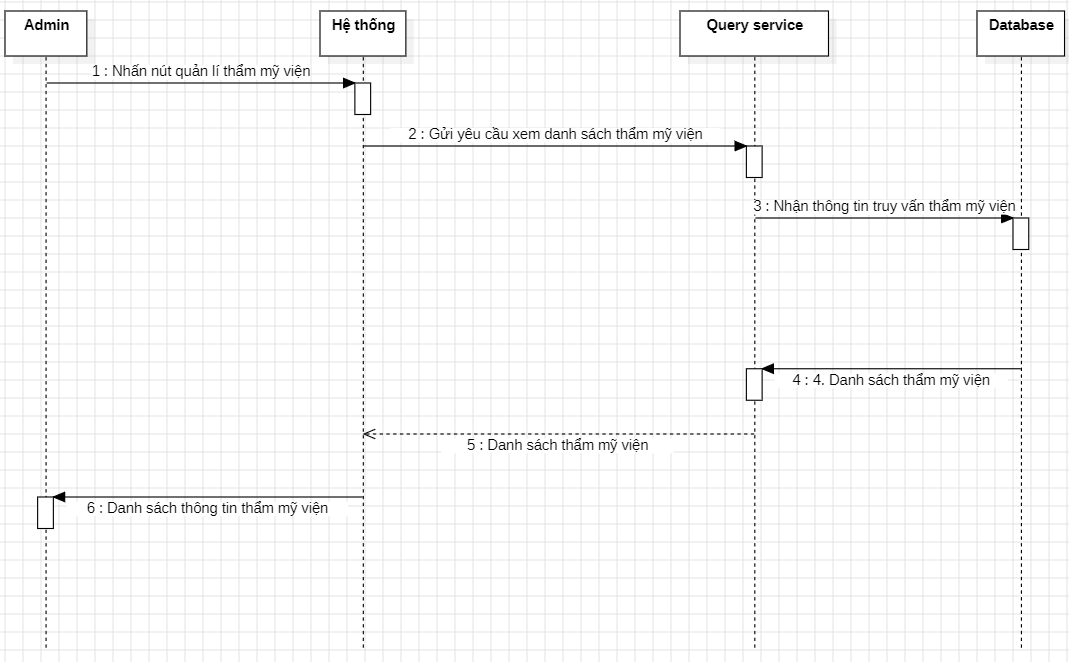 Admin
Hệ thống
Query service
Database
1 : Nhấn nút quản lí thẩm mỹ viện
2 : Gửi yêu cầu xem danh sách thẩm mỹ viện
3 : Nhận thông tin truy vấn thẩm mỹ viện
4 : 4. Danh sách thẩm mỹ viện
5 : Danh sách thẩm mỹ viện
6 : Danh sách thông tin thẩm mỹ viện